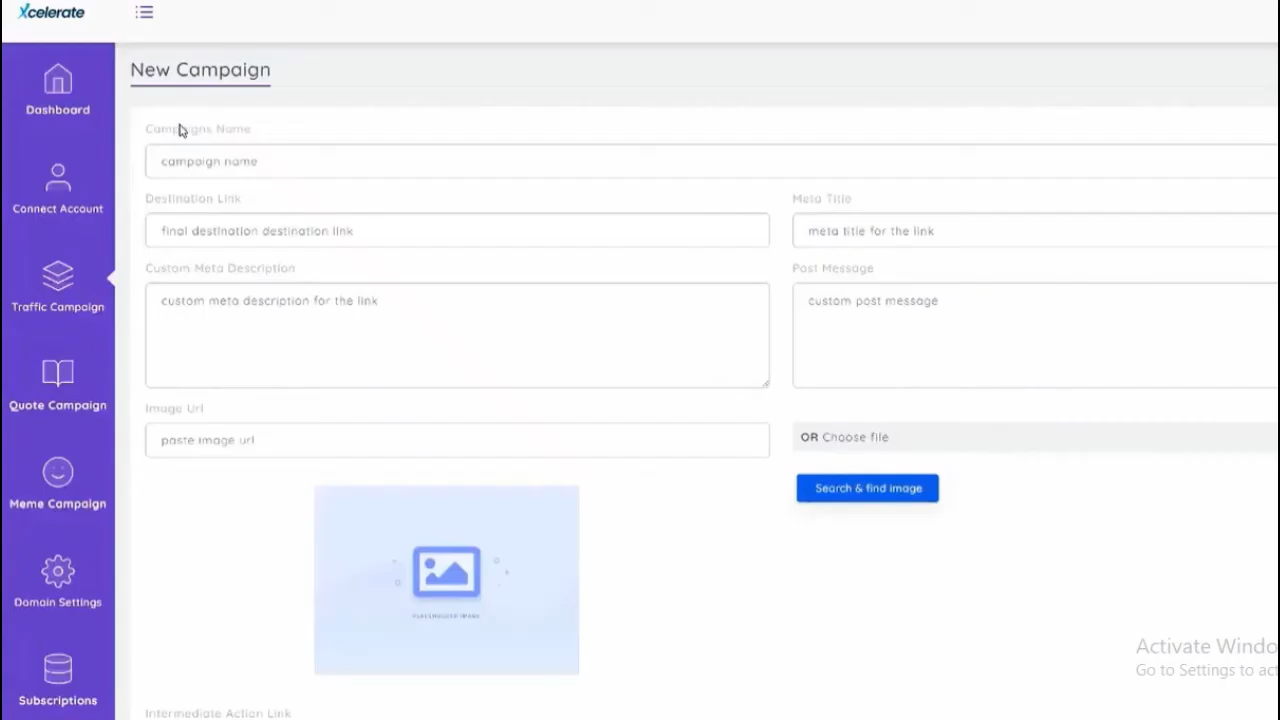 Xcelerate
New Campaign
Dashboard
Connect Account
Traffic Campaign
Quote Campaign
Meme Campaign
Domain Settings
Subscriptions
Campaigns Name
campaign name
Destination Link
final destination destination link
Meta Title
meta title for the link
Custom Meta Description
custom meta description for the link
Post Message
custom post message
Image Url
paste image url
OR Choose file
Search & find image
PLACEHOLDER IMAGE
Intermediate Action Link
Activate Windo
Go to Settings to act